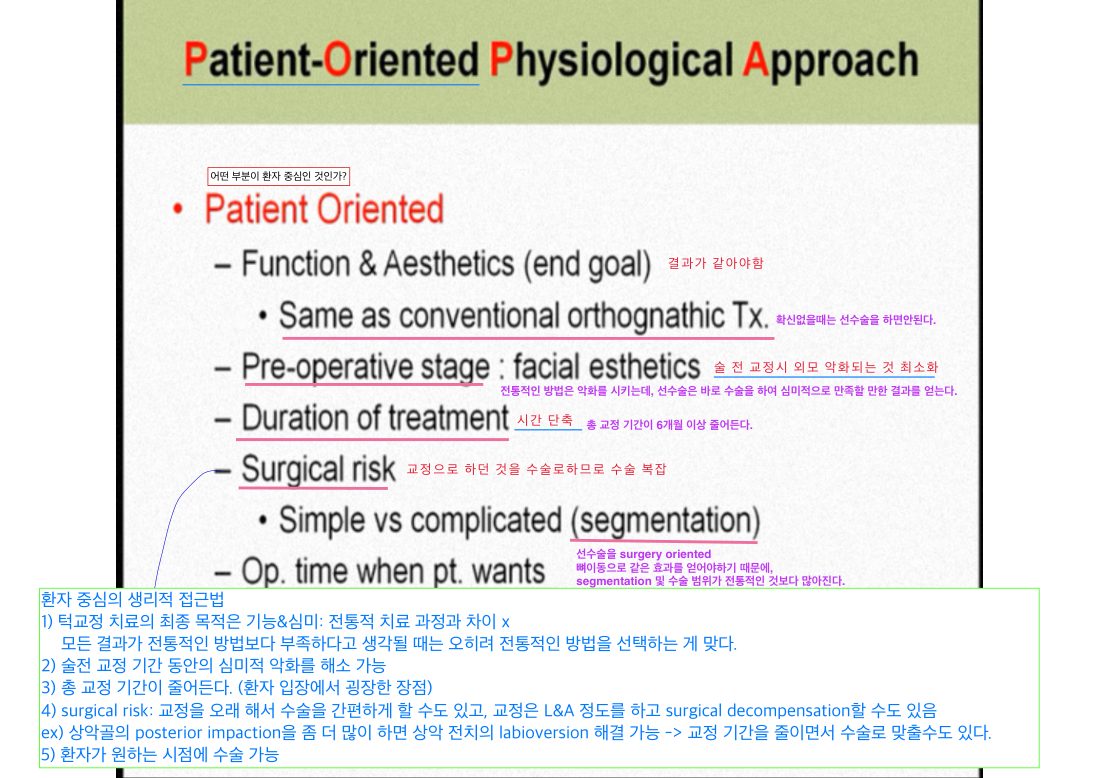 Patient-Oriented Physiological Approach
어떤 부분이 환자 중심인 것인가?
• Patient Oriented
– Function & Aesthetics (end goal) 결과가 같아야함
• Same as conventional orthognathic Tx. 확신없을때는 선수술을 하면안된다.
– Pre-operative stage : facial esthetics 술 전 교정시 외모 악화되는 것 최소화
전통적인 방법은 악화를 시키는데, 선수술은 바로 수술을 하여 심미적으로 만족할 만한 결과를 얻는다.
– Duration of treatment 시간 단축 총 교정 기간이 6개월 이상 줄어든다.
– Surgical risk 교정으로 하던 것을 수술로하므로 수술 복잡
• Simple vs complicated (segmentation)
선수술을 surgery oriented
뼈이동으로 같은 효과를 얻어야하기 때문에,
segmentation 및 수술 범위가 전통적인 것보다 많아진다.
– Op. time when pt. wants
환자 중심의 생리적 접근법
1) 턱교정 치료의 최종 목적은 기능&심미: 전통적 치료 과정과 차이 x
모든 결과가 전통적인 방법보다 부족하다고 생각될 때는 오히려 전통적인 방법을 선택하는 게 맞다.
2) 술전 교정 기간 동안의 심미적 악화를 해소 가능
3) 총 교정 기간이 줄어든다. (환자 입장에서 굉장한 장점)
4) surgical risk: 교정을 오래 해서 수술을 간편하게 할 수도 있고, 교정은 L&A 정도를 하고 surgical decompensation할 수도 있음
ex) 상악골의 posterior impaction을 좀 더 많이 하면 상악 전치의 labioversion 해결 가능 -> 교정 기간을 줄이면서 수술로 맞출수도 있다.
5) 환자가 원하는 시점에 수술 가능